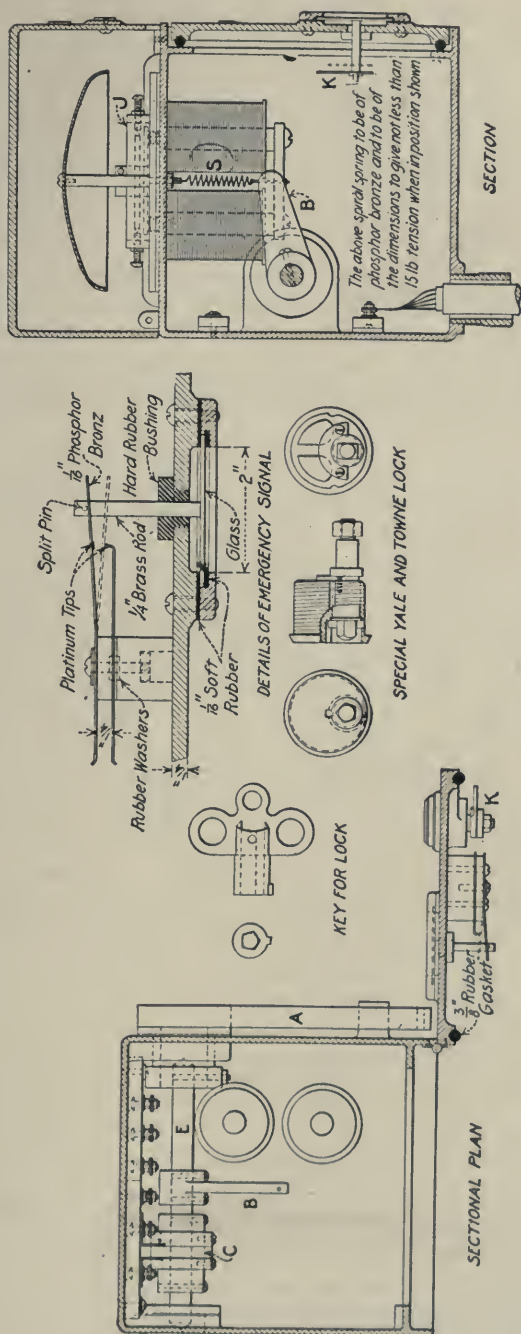 A
E
B
C
SECTIONAL PLAN
3/8" Rubber
Gasket
K
KEY FOR LOCK
SPECIAL YALE AND TOWNE LOCK
Split Pin
Platinum Tips
1/16" Phosphor
Bronz
Rubber Washers
1/4" Brass Rod
Hard Rubber
Bushing
1/16" Soft
Rubber
Glass
2"
DETAILS OF EMERGENCY SIGNAL
J
S
B
K
The above spiral spring to be of
phosphor bronze and to be of
the dimensions to give not less than
15 lb tension when in position shown
SECTION